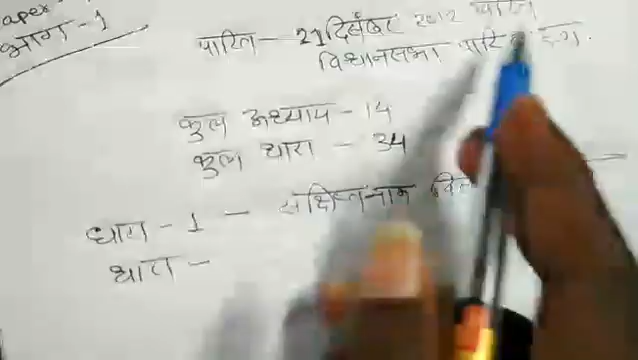 apex
भाग-1
पारित - 21 दिसंबर 2012
विधानसभा
कुल अध्याय - 14
कुल धारा - 34
धारा - 1 - संक्षिप्त नाम
धारा -